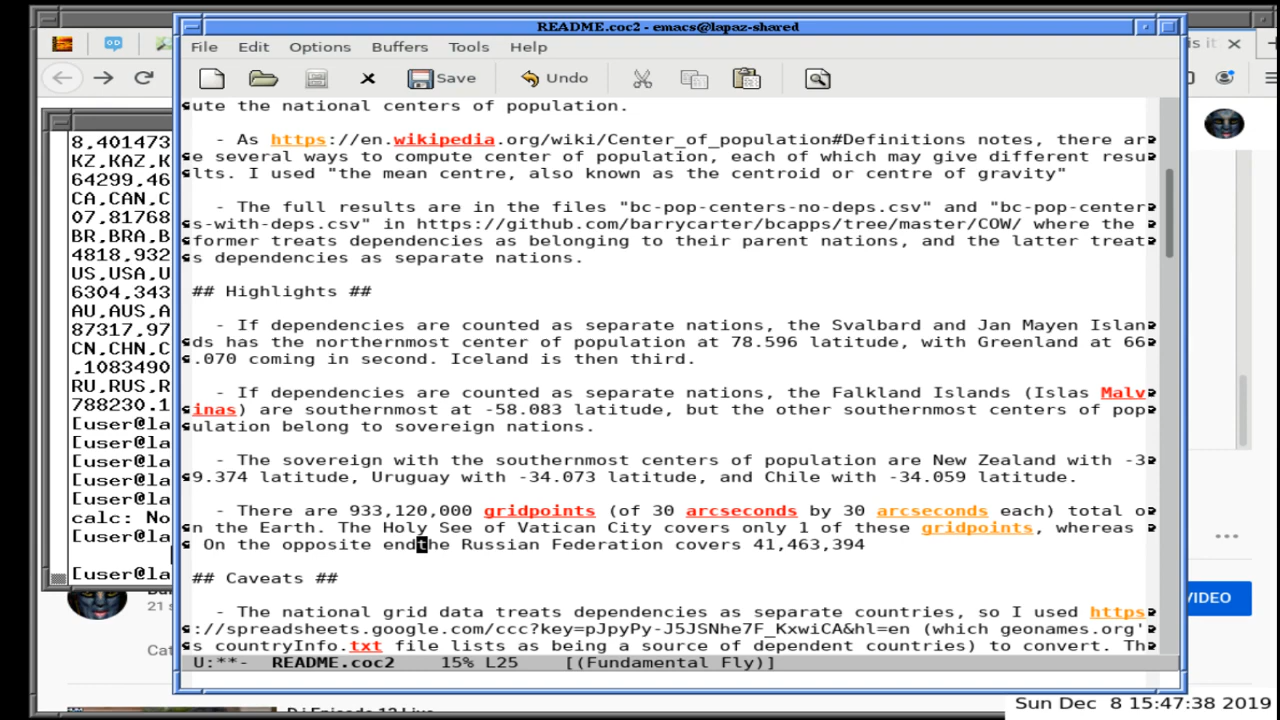 README.coc2 - emacs@lapaz-shared
is it
File Edit Options Buffers Tools Help
Save Undo
ute the national centers of population.
- As https://en.wikipedia.org/wiki/Center_of_population#Definitions notes, there ar
e several ways to compute center of population, each of which may give different resu
lts. I used "the mean centre, also known as the centroid or centre of gravity"
- The full results are in the files "bc-pop-centers-no-deps.csv" and "bc-pop-center
s-with-deps.csv" in https://github.com/barrycarter/bcapps/tree/master/COW/ where the
former treats dependencies as belonging to their parent nations, and the latter treat
s dependencies as separate nations.
## Highlights ##
- If dependencies are counted as separate nations, the Svalbard and Jan Mayen Islan
ds has the northernmost center of population at 78.596 latitude, with Greenland at 66
.070 coming in second. Iceland is then third.
- If dependencies are counted as separate nations, the Falkland Islands (Islas Malv
inas) are southernmost at -58.083 latitude, but the other southernmost centers of pop
ulation belong to sovereign nations.
- The sovereign with the southernmost centers of population are New Zealand with -3
9.374 latitude, Uruguay with -34.073 latitude, and Chile with -34.059 latitude.
- There are 933,120,000 gridpoints (of 30 arcseconds by 30 arcseconds each) total o
n the Earth. The Holy See of Vatican City covers only 1 of these gridpoints, whereas
On the opposite endthe Russian Federation covers 41,463,394
## Caveats ##
- The national grid data treats dependencies as separate countries, so I used https
://spreadsheets.google.com/ccc?key=pJpyPy-J5JSNhe7F_KxwiCA&hl=en (which geonames.org'
s countryInfo.txt file lists as being a source of dependent countries) to convert. Th
U:**- README.coc2 15% L25 [(Fundamental Fly)]
8,401473
KZ,KAZ,K
64299,46
CA,CAN,C
07,81768
BR,BRA,B
4818,932
US,USA,U
6304,343
AU,AUS,A
87317,97
CN,CHN,C
,1083490
RU,RUS,R
788230.1
[user@la
[user@la
[user@la
[user@la
[user@la
calc: No
[user@la
[user@la
21 s
Cat
VIDEO
Sun Dec 8 15:47:38 2019